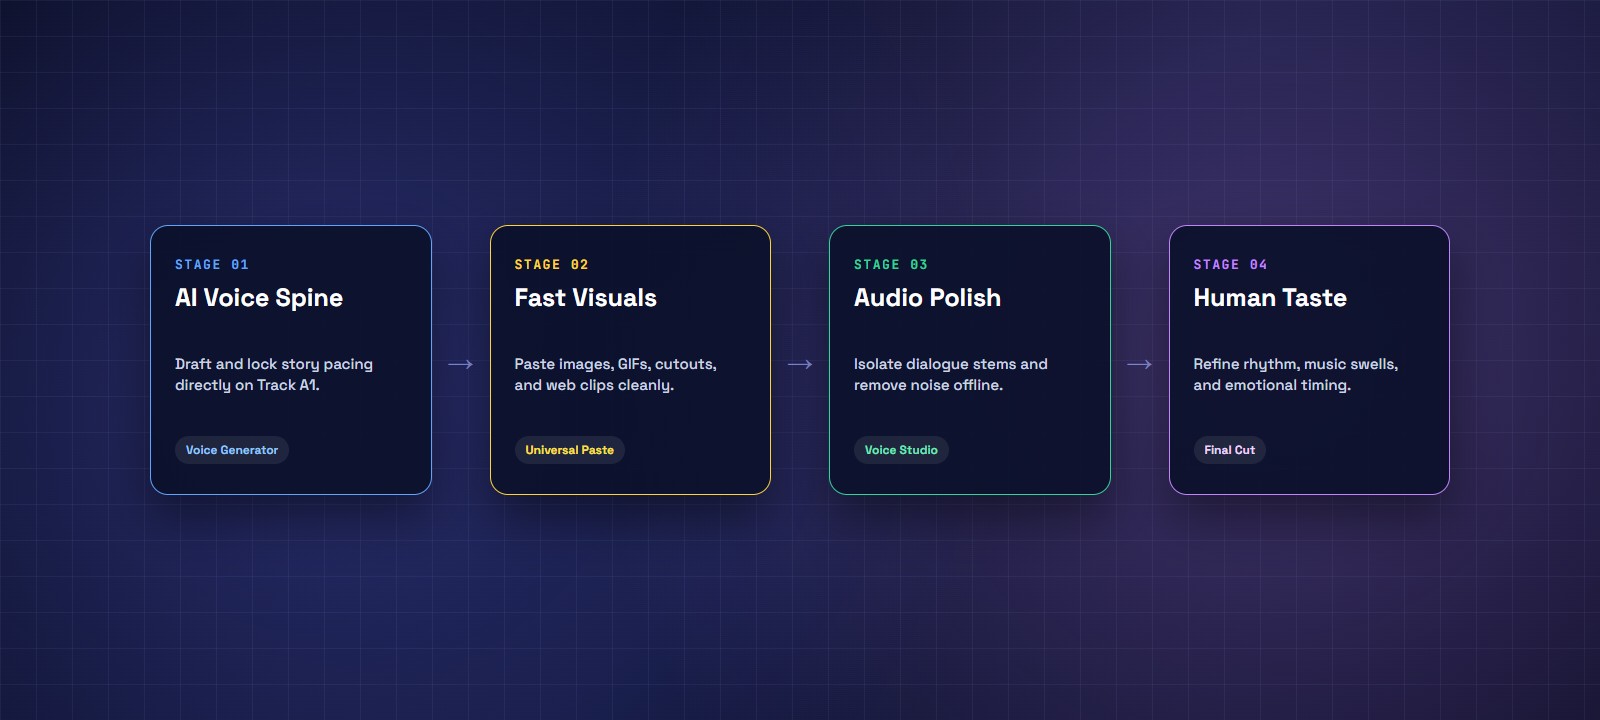 STAGE 01
AI Voice Spine
Draft and lock story pacing
directly on Track A1.
Voice Generator
→
STAGE 02
Fast Visuals
Paste images, GIFs, cutouts,
and web clips cleanly.
Universal Paste
→
STAGE 03
Audio Polish
Isolate dialogue stems and
remove noise offline.
Voice Studio
→
STAGE 04
Human Taste
Refine rhythm, music swells,
and emotional timing.
Final Cut